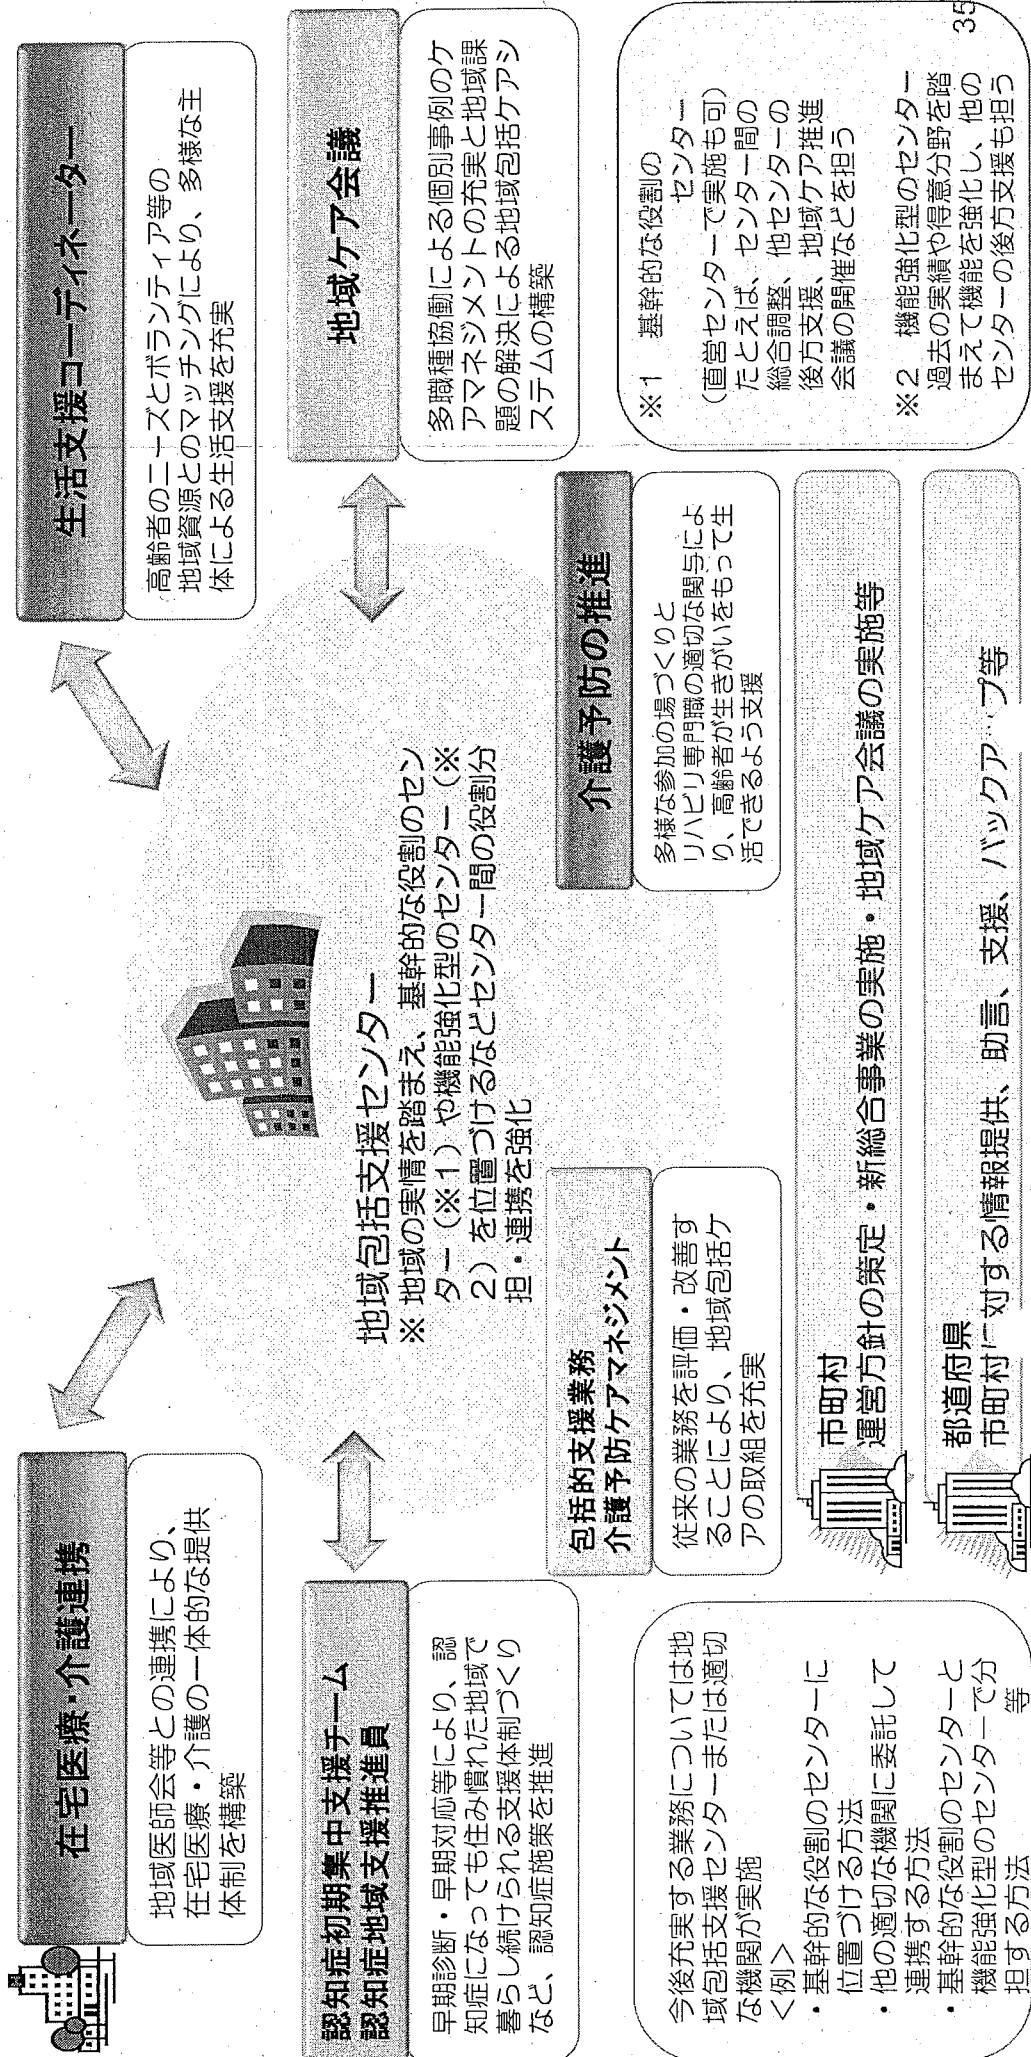 在宅医療・介護連携
地域医師会等との連携により、
在宅医療・介護の一体的な提供
体制を構築
生活支援コーディネーター
高齢者のニーズとボランティア等の
地域資源とのマッチングにより、多様な主
体による生活支援を充実
認知症初期集中支援チーム
認知症地域支援推進員
早期診断・早期対応等により、認
知症になっても住み慣れた地域で
暮らし続けられる支援体制づくり
など、認知症施策を推進
地域包括支援センター
※ 地域の実情を踏まえ、基幹的な役割のセン
ター（※1）や機能強化型のセンター（※
2）を位置づけるなどセンター間の役割分
担・連携を強化
地域ケア会議
多職種協働による個別事例のケ
アマネジメントの充実と地域課
題の解決による地域包括ケアシ
ステムの構築
包括的支援業務
介護予防ケアマネジメント
従来の業務を評価・改善す
ることにより、地域包括ケ
アの取組を充実
介護予防の推進
多様な参加の場づくりと
リハビリ専門職の適切な関与によ
り、高齢者が生きがいをもって生
活できるよう支援
今後充実する業務については地
域包括支援センターまたは適切
な機関が実施
＜例＞
・基幹的な役割のセンターに
位置づける方法
・他の適切な機関に委託して
連携する方法
・基幹的な役割のセンターと
機能強化型のセンターで分
担する方法 等
市町村
運営方針の策定・新総合事業の実施・地域ケア会議の実施等
都道府県
市町村に対する情報提供、助言、支援、バックアップ等
※1 基幹的な役割の
センター
（直営センターで実施も可）
たとえば、センター間の
総合調整、他センターの
後方支援、地域ケア推進
会議の開催などを担う
※2 機能強化型のセンター
過去の実績や得意分野を踏
まえて機能を強化し、他の
センターの後方支援も担う
35